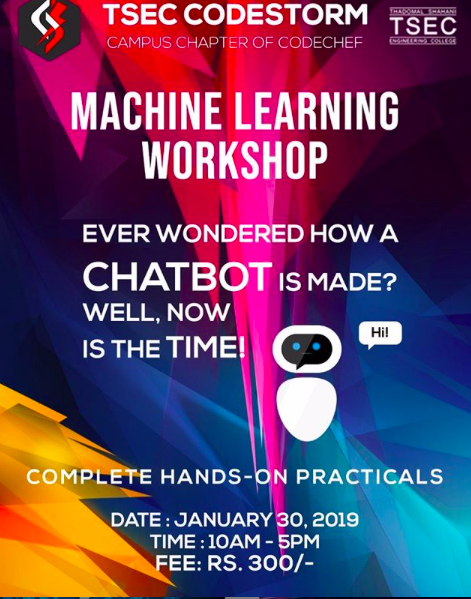 TSEC CODESTORM
CAMPUS CHAPTER OF CODECHEF
THADOMAL SHAHANI
TSEC
ENGINEERING COLLEGE
MACHINE LEARNING
WORKSHOP
EVER WONDERED HOW A
CHATBOT IS MADE?
WELL, NOW
IS THE TIME!
Hi!
COMPLETE HANDS-ON PRACTICALS
DATE : JANUARY 30, 2019
TIME : 10AM - 5PM
FEE: RS. 300/-